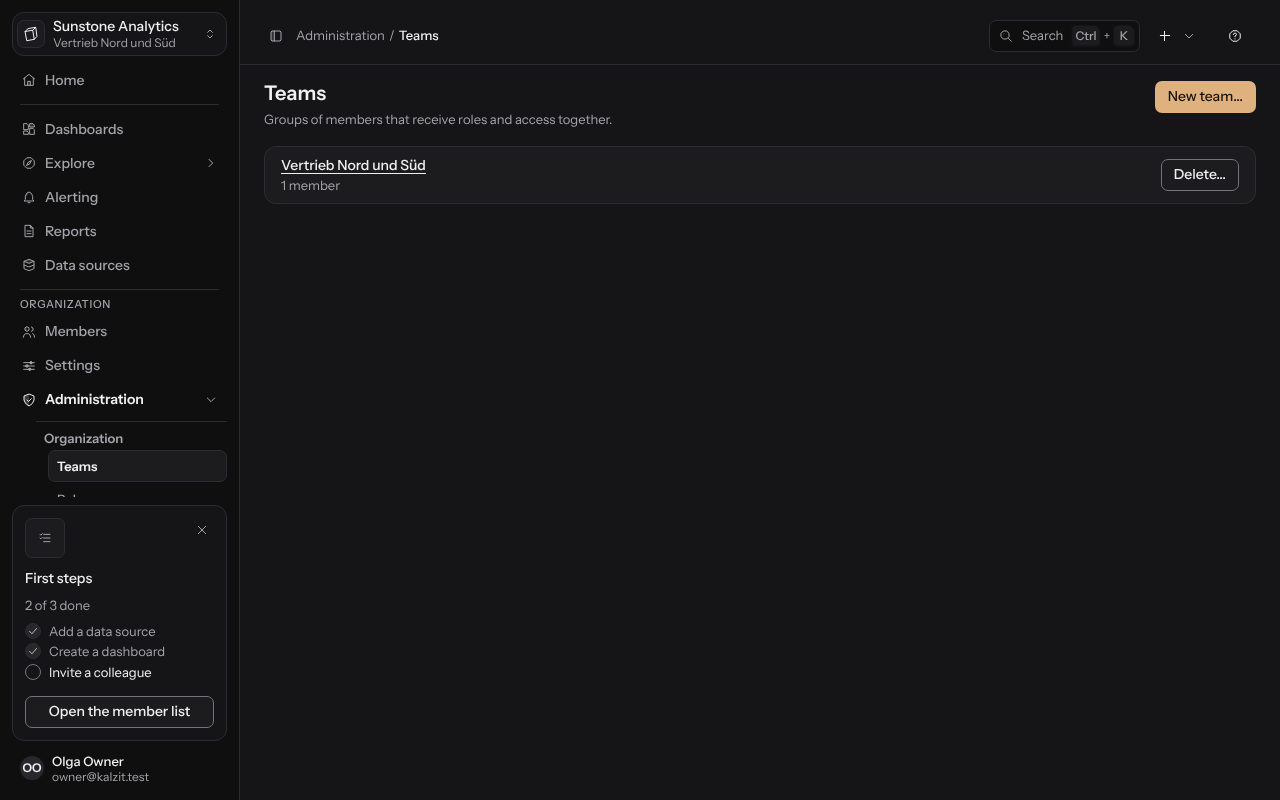 Sunstone Analytics
Vertrieb Nord und Süd
Home
Dashboards
Explore
Alerting
Reports
Data sources
ORGANIZATION
Members
Settings
Administration
Organization
Teams
First steps
2 of 3 done
Add a data source
Create a dashboard
Invite a colleague
Open the member list
OO
Olga Owner
owner@kalzit.test
Administration / Teams
Search Ctrl + K
Teams
Groups of members that receive roles and access together.
New team...
Vertrieb Nord und Süd
1 member
Delete...